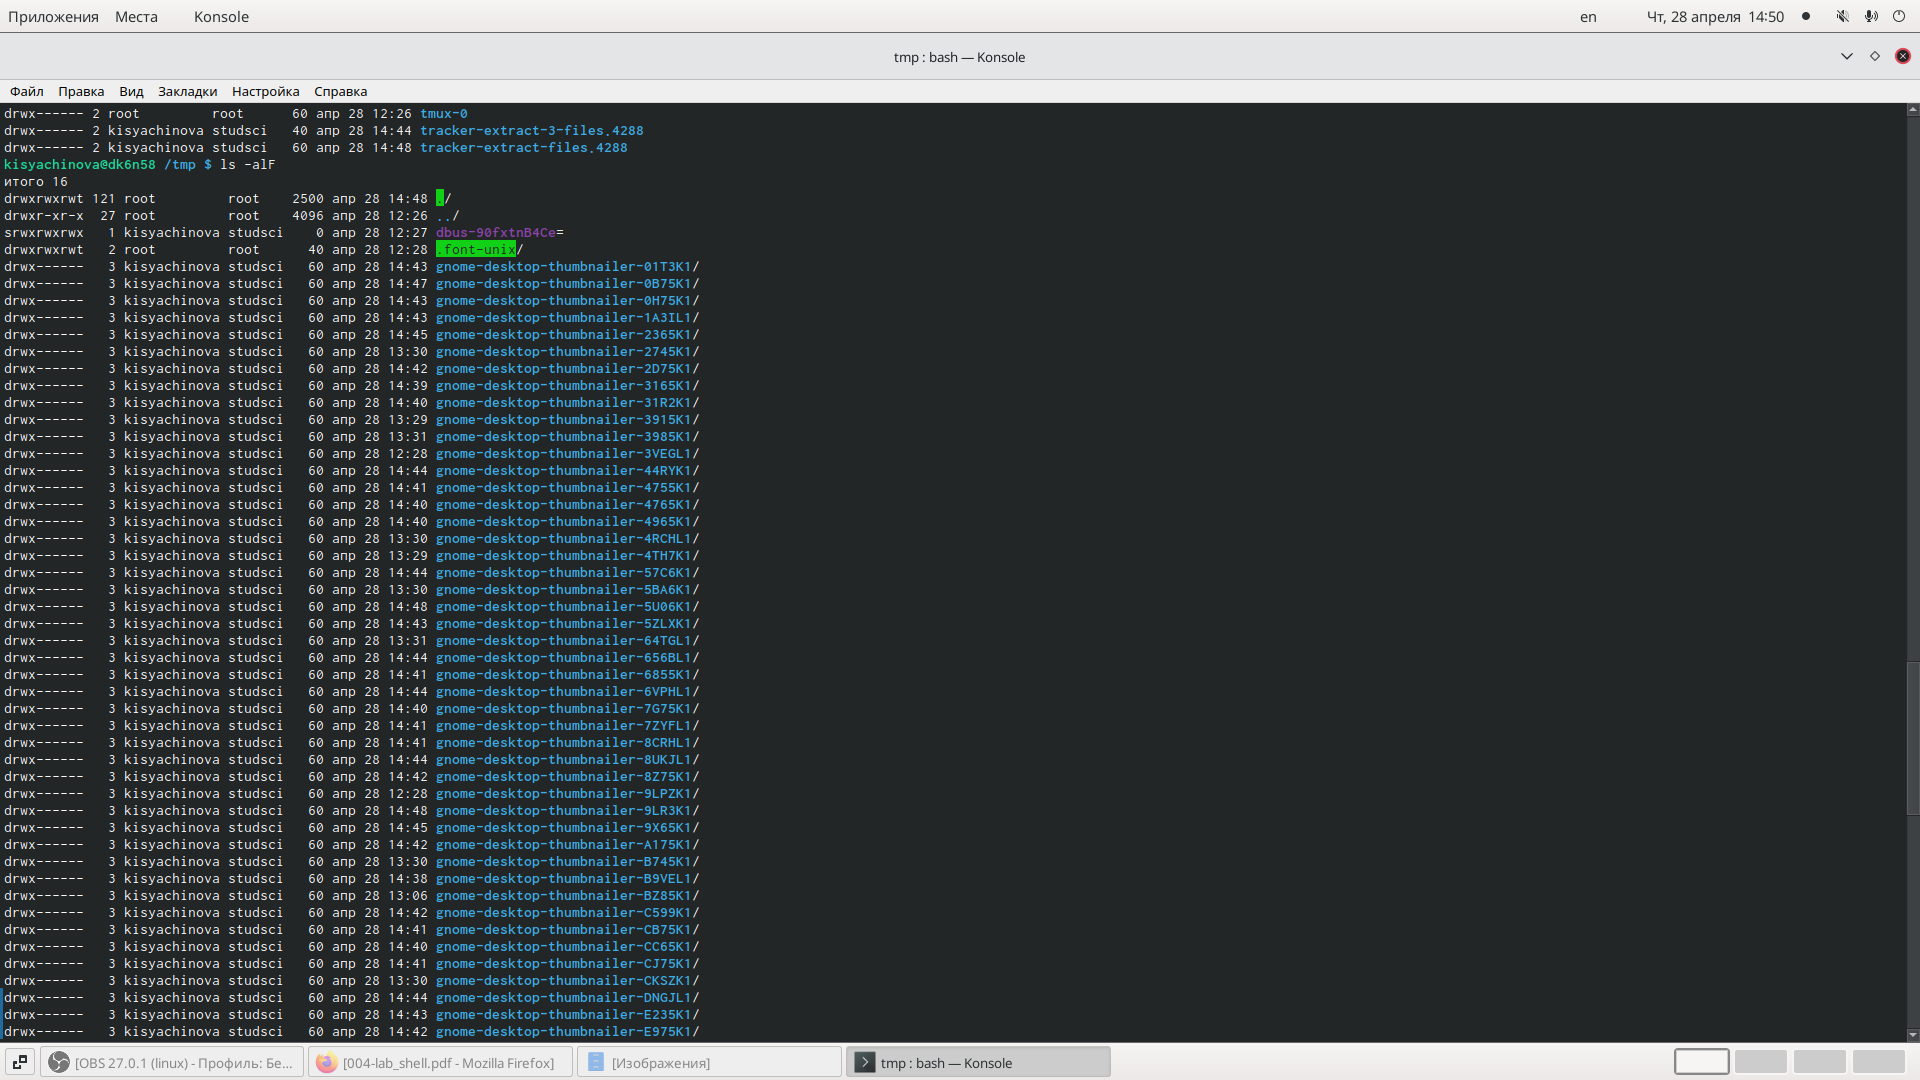 Приложения Места Konsole en Чт, 28 апреля 14:50
tmp : bash — Konsole
Файл Правка Вид Закладки Настройка Справка
drwx------ 2 root         root      60 апр 28 12:26 tmux-0
drwx------ 2 kisyachinova studsci   40 апр 28 14:44 tracker-extract-3-files.4288
drwx------ 2 kisyachinova studsci   60 апр 28 14:48 tracker-extract-files.4288
kisyachinova@dk6n58 /tmp $ ls -alF
итого 16
drwxrwxrwt 121 root         root    2500 апр 28 14:48 ./
drwxr-xr-x  27 root         root    4096 апр 28 12:26 ../
srwxrwxrwx   1 kisyachinova studsci    0 апр 28 12:27 dbus-90fxtnB4Ce=
drwxrwxrwt   2 root         root      40 апр 28 12:28 .font-unix/
drwx------   3 kisyachinova studsci   60 апр 28 14:43 gnome-desktop-thumbnailer-01T3K1/
drwx------   3 kisyachinova studsci   60 апр 28 14:47 gnome-desktop-thumbnailer-0B75K1/
drwx------   3 kisyachinova studsci   60 апр 28 14:43 gnome-desktop-thumbnailer-0H75K1/
drwx------   3 kisyachinova studsci   60 апр 28 14:43 gnome-desktop-thumbnailer-1A3IL1/
drwx------   3 kisyachinova studsci   60 апр 28 14:45 gnome-desktop-thumbnailer-2365K1/
drwx------   3 kisyachinova studsci   60 апр 28 13:30 gnome-desktop-thumbnailer-2745K1/
drwx------   3 kisyachinova studsci   60 апр 28 14:42 gnome-desktop-thumbnailer-2D75K1/
drwx------   3 kisyachinova studsci   60 апр 28 14:39 gnome-desktop-thumbnailer-3165K1/
drwx------   3 kisyachinova studsci   60 апр 28 14:40 gnome-desktop-thumbnailer-31R2K1/
drwx------   3 kisyachinova studsci   60 апр 28 13:29 gnome-desktop-thumbnailer-3915K1/
drwx------   3 kisyachinova studsci   60 апр 28 13:31 gnome-desktop-thumbnailer-3985K1/
drwx------   3 kisyachinova studsci   60 апр 28 12:28 gnome-desktop-thumbnailer-3VEGL1/
drwx------   3 kisyachinova studsci   60 апр 28 14:44 gnome-desktop-thumbnailer-44RYK1/
drwx------   3 kisyachinova studsci   60 апр 28 14:41 gnome-desktop-thumbnailer-4755K1/
drwx------   3 kisyachinova studsci   60 апр 28 14:40 gnome-desktop-thumbnailer-4765K1/
drwx------   3 kisyachinova studsci   60 апр 28 14:40 gnome-desktop-thumbnailer-4965K1/
drwx------   3 kisyachinova studsci   60 апр 28 13:30 gnome-desktop-thumbnailer-4RCHL1/
drwx------   3 kisyachinova studsci   60 апр 28 13:29 gnome-desktop-thumbnailer-4TH7K1/
drwx------   3 kisyachinova studsci   60 апр 28 14:44 gnome-desktop-thumbnailer-57C6K1/
drwx------   3 kisyachinova studsci   60 апр 28 13:30 gnome-desktop-thumbnailer-5BA6K1/
drwx------   3 kisyachinova studsci   60 апр 28 14:48 gnome-desktop-thumbnailer-5U06K1/
drwx------   3 kisyachinova studsci   60 апр 28 14:43 gnome-desktop-thumbnailer-5ZLXK1/
drwx------   3 kisyachinova studsci   60 апр 28 13:31 gnome-desktop-thumbnailer-64TGL1/
drwx------   3 kisyachinova studsci   60 апр 28 14:44 gnome-desktop-thumbnailer-656BL1/
drwx------   3 kisyachinova studsci   60 апр 28 14:41 gnome-desktop-thumbnailer-6855K1/
drwx------   3 kisyachinova studsci   60 апр 28 14:44 gnome-desktop-thumbnailer-6VPHL1/
drwx------   3 kisyachinova studsci   60 апр 28 14:40 gnome-desktop-thumbnailer-7G75K1/
drwx------   3 kisyachinova studsci   60 апр 28 14:41 gnome-desktop-thumbnailer-7ZYFL1/
drwx------   3 kisyachinova studsci   60 апр 28 14:41 gnome-desktop-thumbnailer-8CRHL1/
drwx------   3 kisyachinova studsci   60 апр 28 14:44 gnome-desktop-thumbnailer-8UKJL1/
drwx------   3 kisyachinova studsci   60 апр 28 14:42 gnome-desktop-thumbnailer-8Z75K1/
drwx------   3 kisyachinova studsci   60 апр 28 12:28 gnome-desktop-thumbnailer-9LPZK1/
drwx------   3 kisyachinova studsci   60 апр 28 14:48 gnome-desktop-thumbnailer-9LR3K1/
drwx------   3 kisyachinova studsci   60 апр 28 14:45 gnome-desktop-thumbnailer-9X65K1/
drwx------   3 kisyachinova studsci   60 апр 28 14:42 gnome-desktop-thumbnailer-A175K1/
drwx------   3 kisyachinova studsci   60 апр 28 13:30 gnome-desktop-thumbnailer-B745K1/
drwx------   3 kisyachinova studsci   60 апр 28 14:38 gnome-desktop-thumbnailer-B9VEL1/
drwx------   3 kisyachinova studsci   60 апр 28 13:06 gnome-desktop-thumbnailer-BZ85K1/
drwx------   3 kisyachinova studsci   60 апр 28 14:42 gnome-desktop-thumbnailer-C599K1/
drwx------   3 kisyachinova studsci   60 апр 28 14:41 gnome-desktop-thumbnailer-CB75K1/
drwx------   3 kisyachinova studsci   60 апр 28 14:40 gnome-desktop-thumbnailer-CC65K1/
drwx------   3 kisyachinova studsci   60 апр 28 14:41 gnome-desktop-thumbnailer-CJ75K1/
drwx------   3 kisyachinova studsci   60 апр 28 13:30 gnome-desktop-thumbnailer-CKSZK1/
drwx------   3 kisyachinova studsci   60 апр 28 14:44 gnome-desktop-thumbnailer-DNGJL1/
drwx------   3 kisyachinova studsci   60 апр 28 14:43 gnome-desktop-thumbnailer-E235K1/
drwx------   3 kisyachinova studsci   60 апр 28 14:42 gnome-desktop-thumbnailer-E975K1/
[OBS 27.0.1 (linux) - Профиль: Бе... [004-lab_shell.pdf - Mozilla Firefox] [Изображения] tmp : bash — Konsole